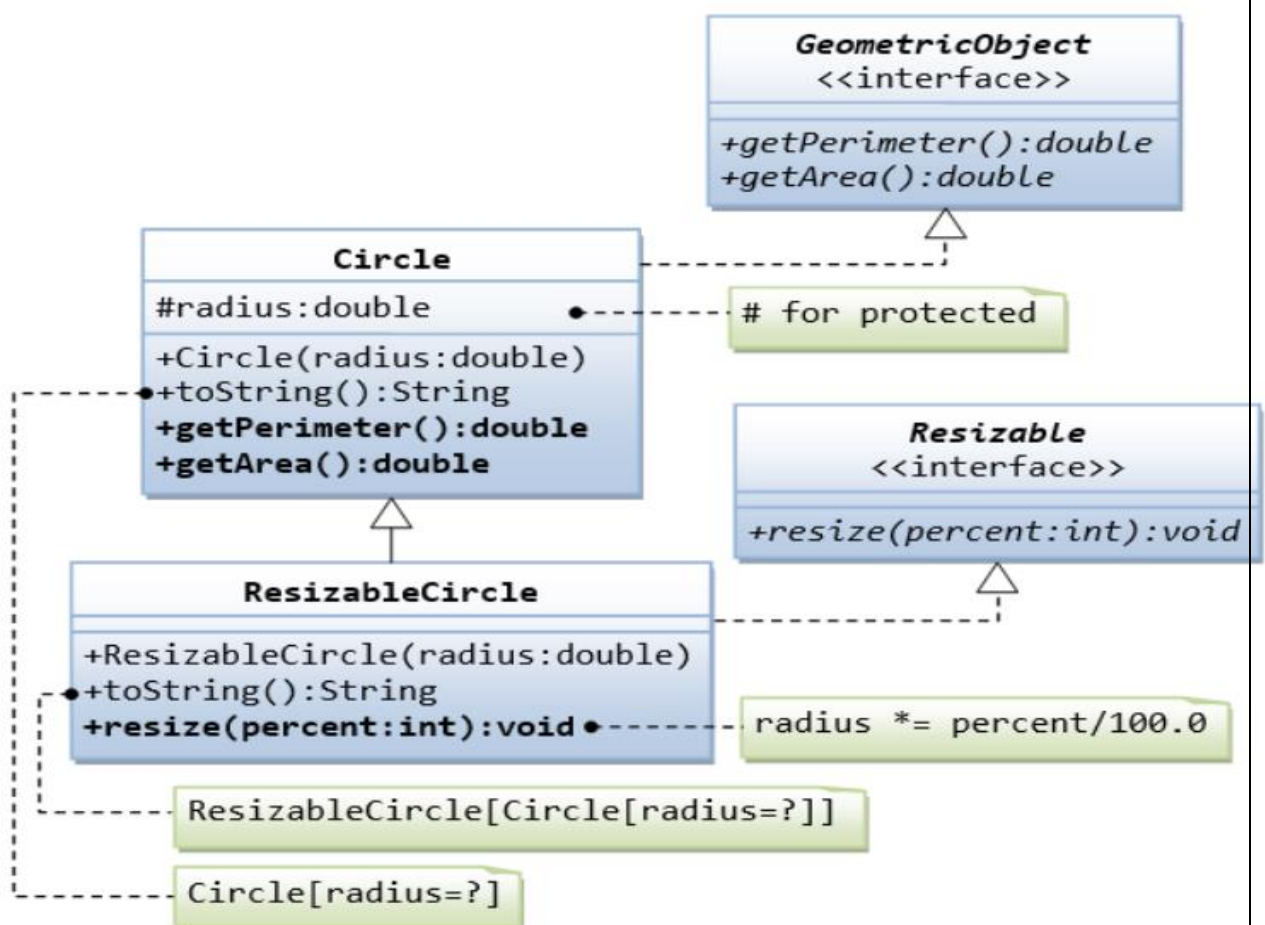 GeometricObject
<<interface>>
+getPerimeter():double
+getArea():double
Circle
#radius:double
# for protected
+Circle(radius:double)
+toString():String
+getPerimeter():double
+getArea():double
Resizable
<<interface>>
+resize(percent:int):void
ResizableCircle
+ResizableCircle(radius:double)
+toString():String
+resize(percent:int):void
radius *= percent/100.0
ResizableCircle[Circle[radius=?]]
Circle[radius=?]